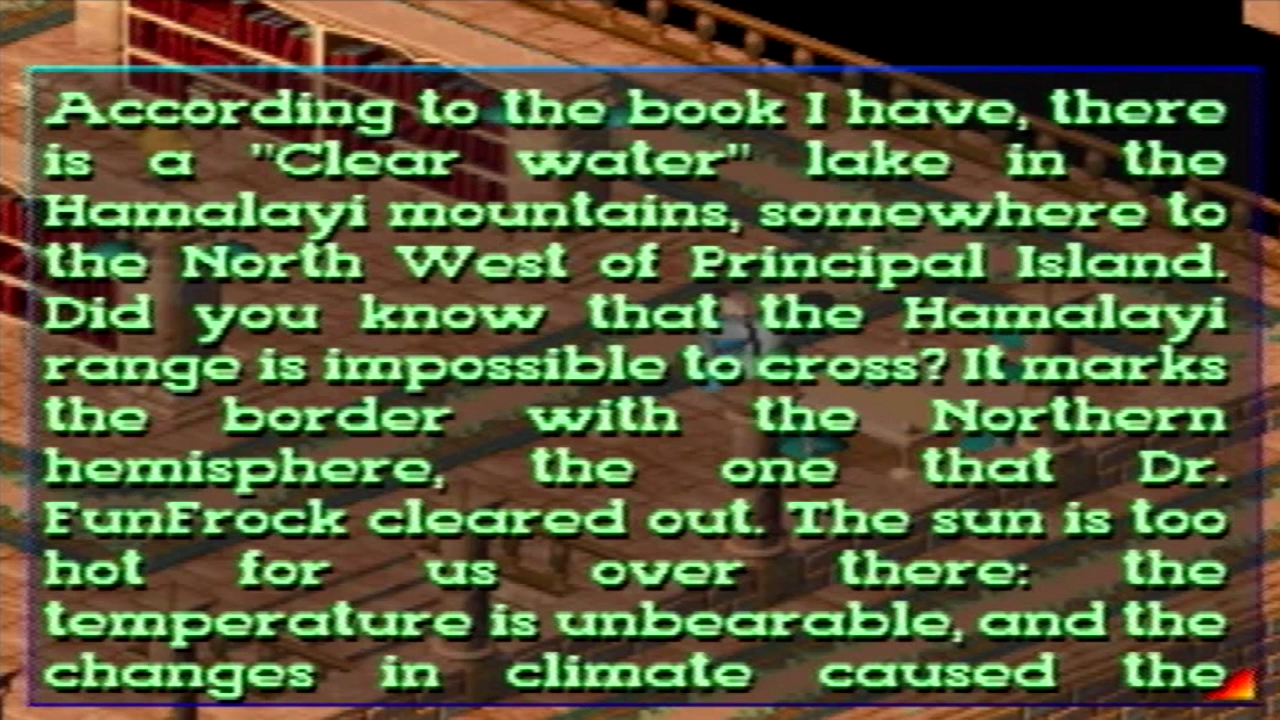 According to the book I have, there
is a "Clear water" lake in the
Hamalayi mountains, somewhere to
the North West of Principal Island.
Did you know that the Hamalayi
range is impossible to cross? It marks
the border with the Northern
hemisphere, the one that Dr.
FunFrock cleared out. The sun is too
hot for us over there: the
temperature is unbearable, and the
changes in climate caused the